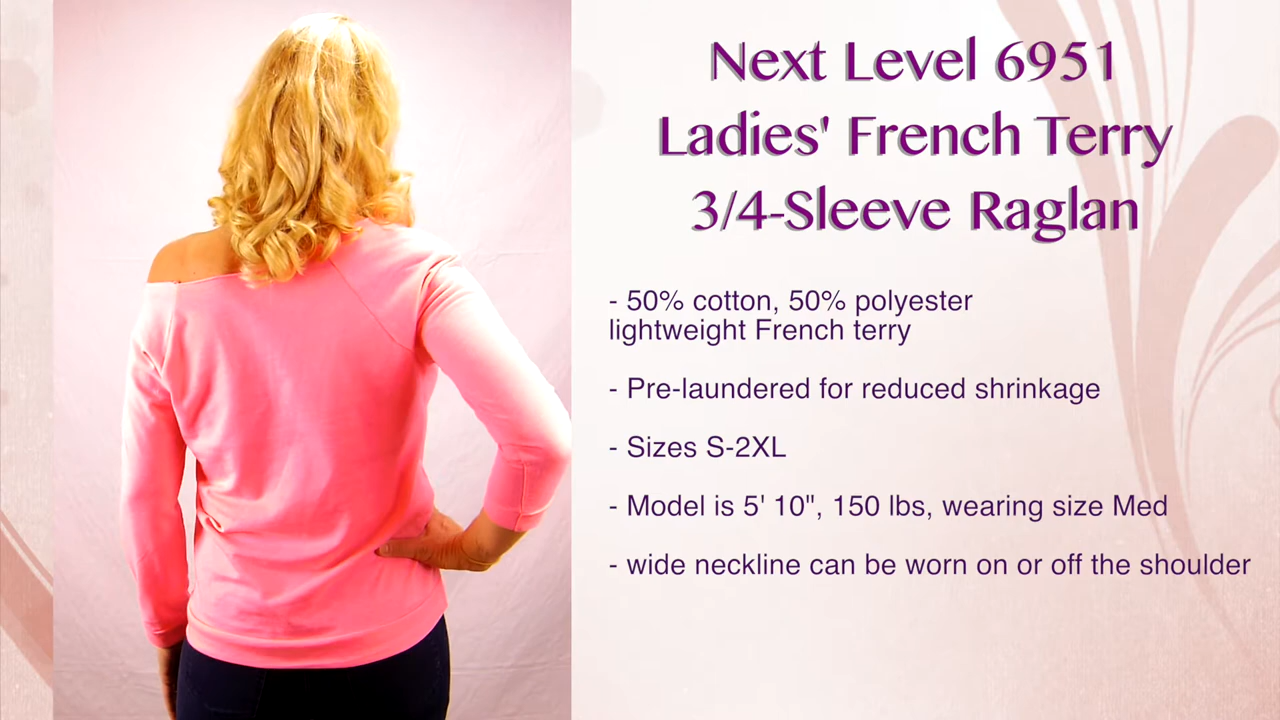 Next Level 6951
Ladies' French Terry
3/4-Sleeve Raglan
- 50% cotton, 50% polyester
lightweight French terry
- Pre-laundered for reduced shrinkage
- Sizes S-2XL
- Model is 5' 10", 150 lbs, wearing size Med
- wide neckline can be worn on or off the shoulder